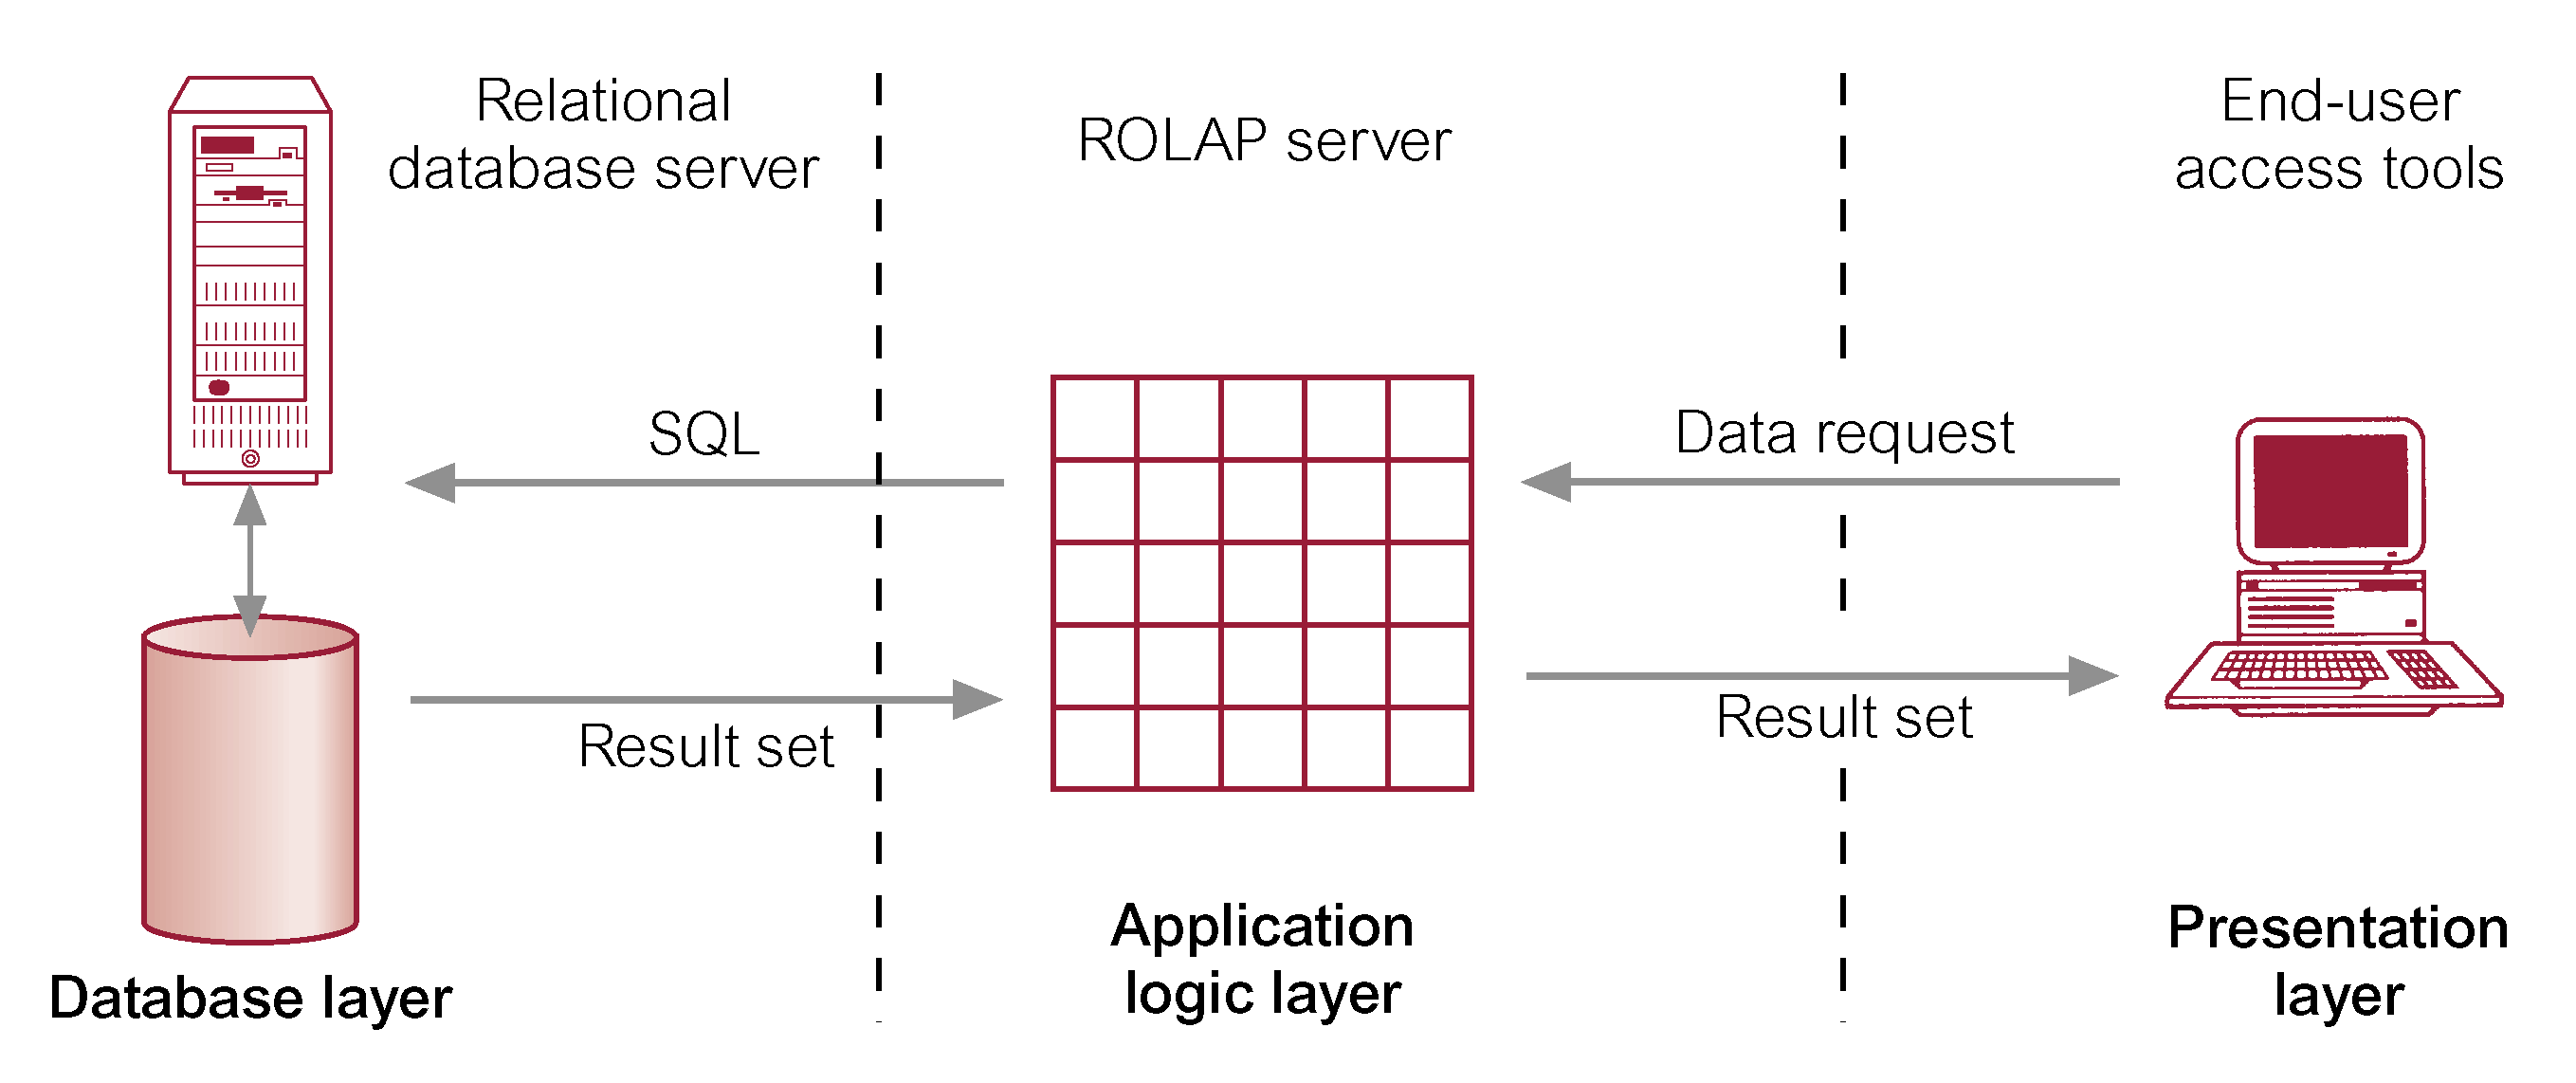 Relational
database server
ROLAP server
End-user
access tools
SQL
Data request
Result set
Result set
Database layer
Application
logic layer
Presentation
layer